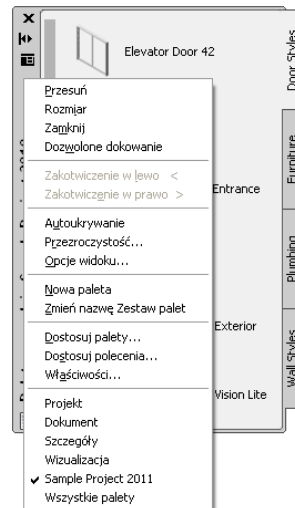 Elevator Door 42
Door Styles
Furniture
Plumbing
Wall Styles
Entrance
Exterior
Vision Lite
Przesuń
Rozmiar
Zamknij
Dozwolone dokowanie
Zakotwiczenie w lewo <
Zakotwiczenie w prawo >
Autoukrywanie
Przezroczystość...
Opcje widoku...
Nowa paleta
Zmień nazwę Zestaw palet
Dostosuj palety...
Dostosuj polecenia...
Właściwości...
Projekt
Dokument
Szczegóły
Wizualizacja
Sample Project 2011
Wszystkie palety